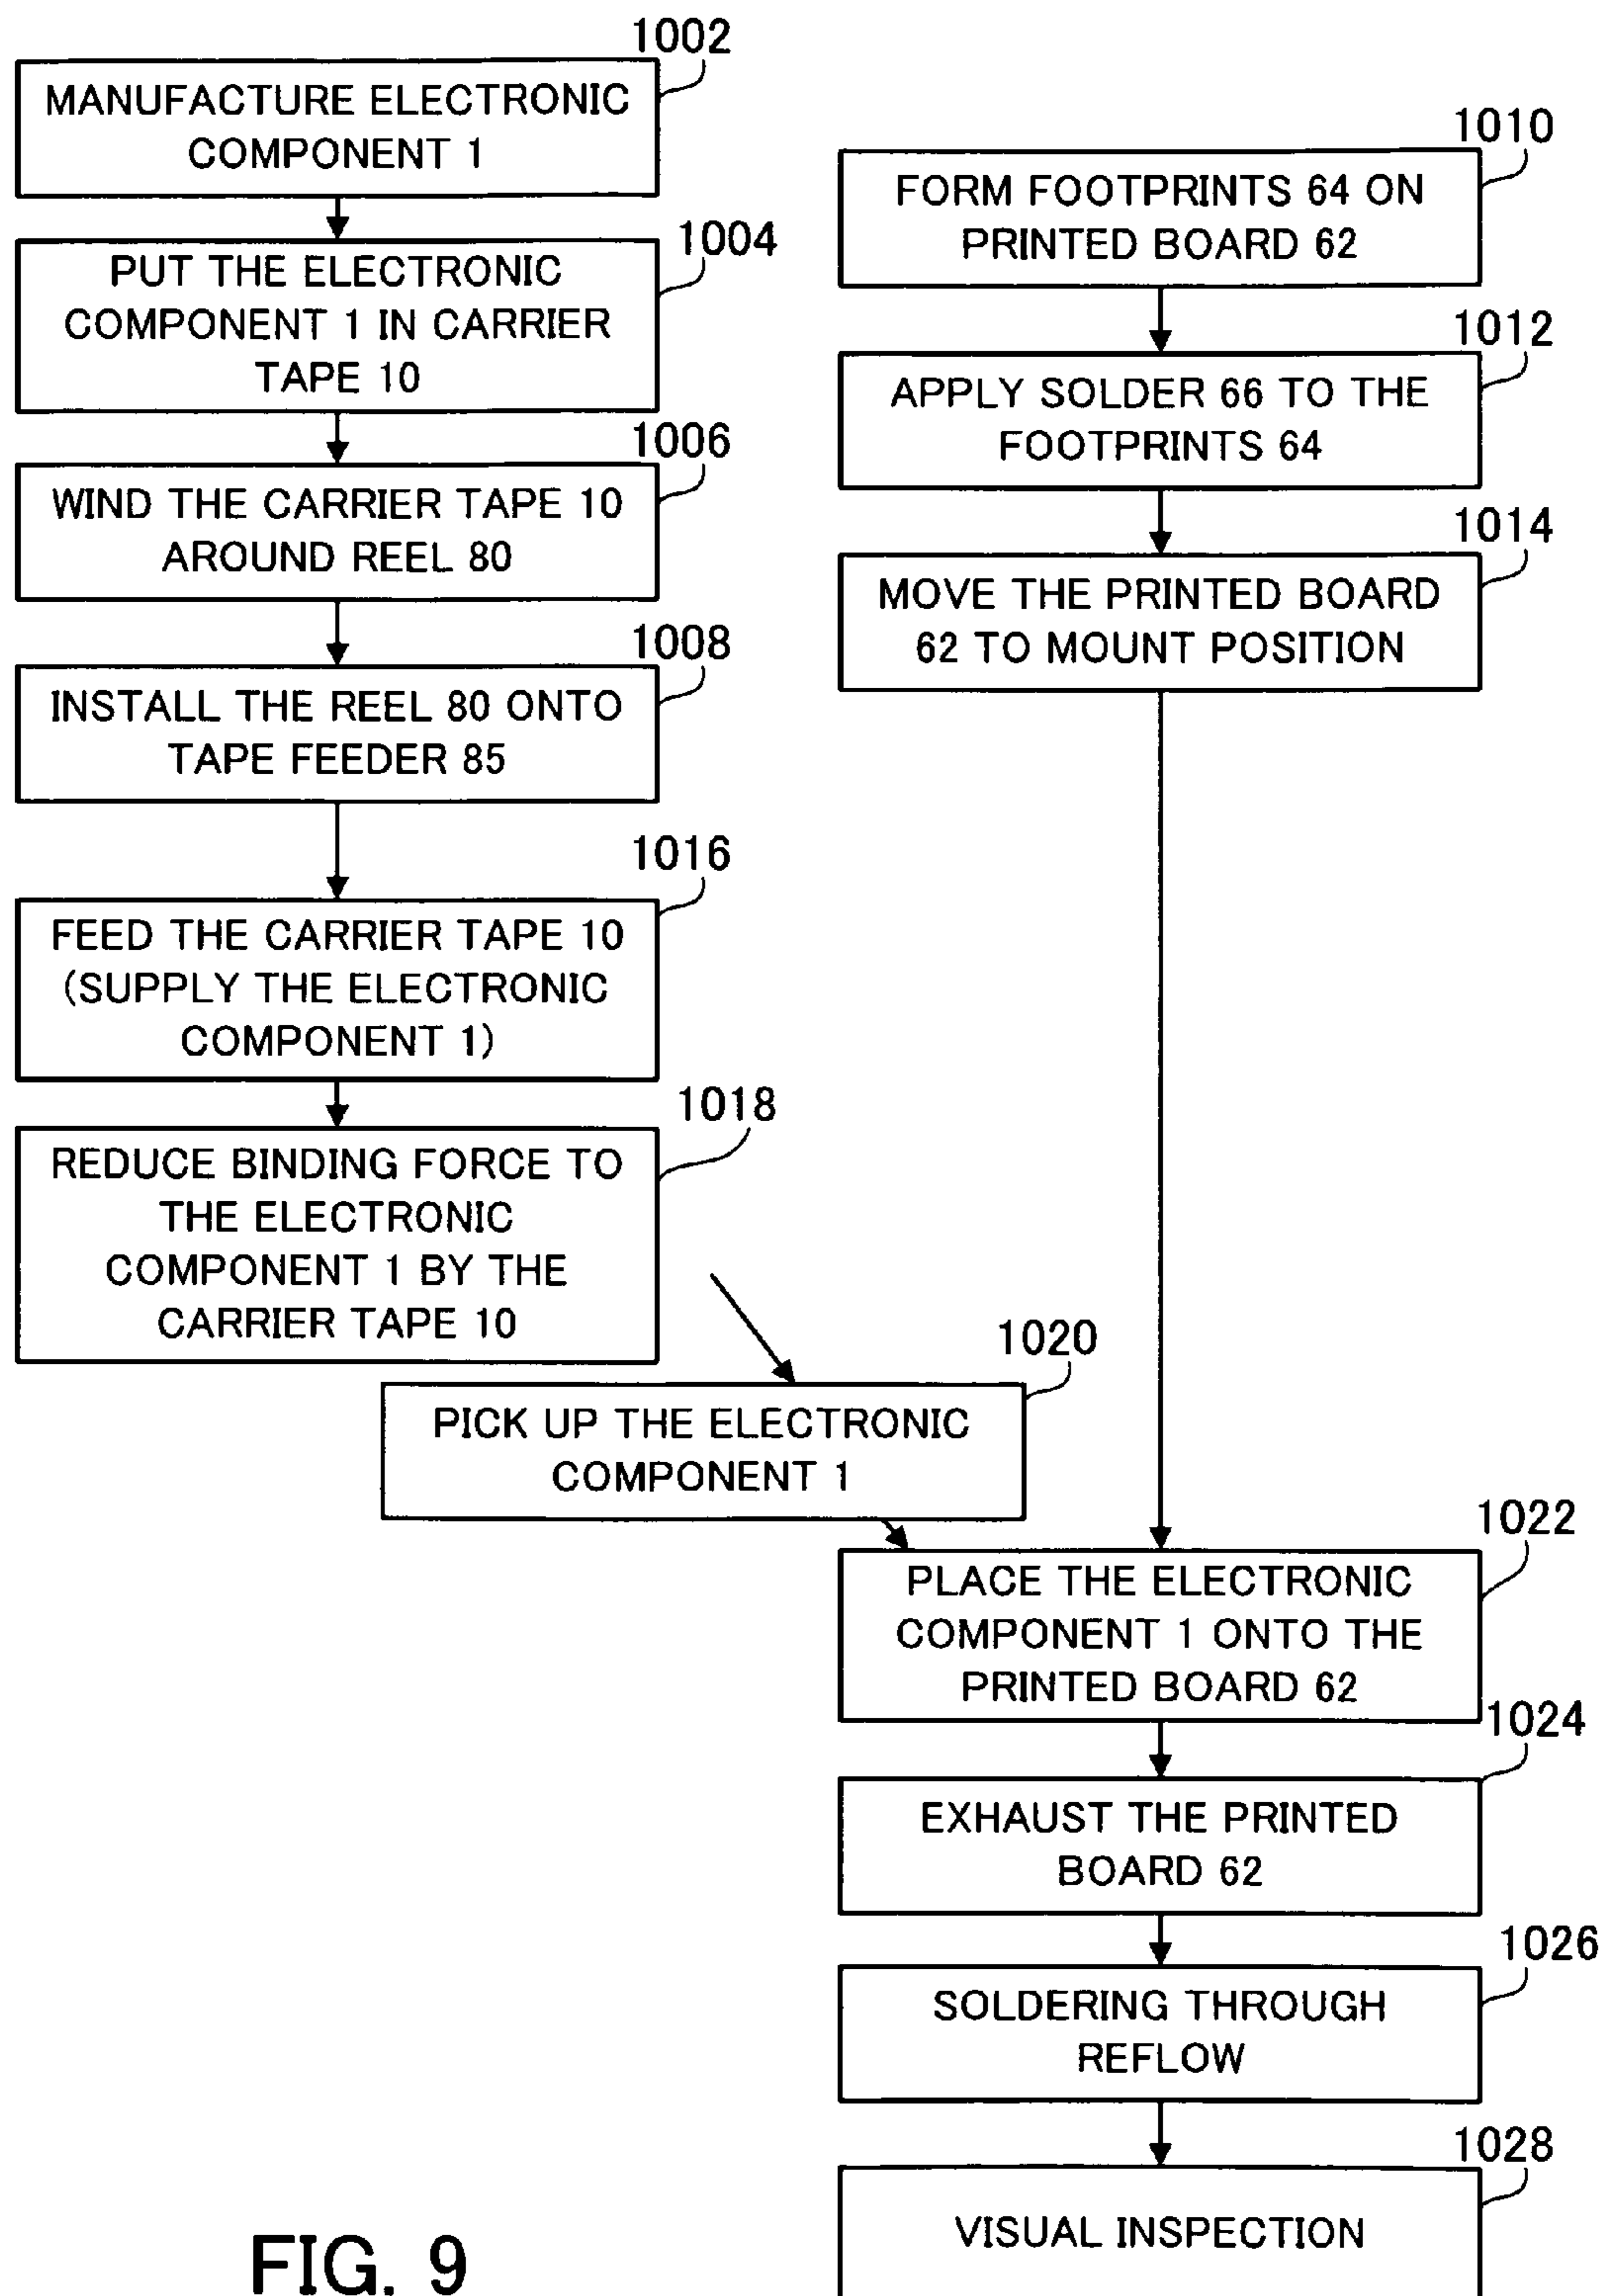 1002
MANUFACTURE ELECTRONIC
COMPONENT 1
1004
PUT THE ELECTRONIC
COMPONENT 1 IN CARRIER
TAPE 10
1006
WIND THE CARRIER TAPE 10
AROUND REEL 80
1008
INSTALL THE REEL 80 ONTO
TAPE FEEDER 85
1016
FEED THE CARRIER TAPE 10
(SUPPLY THE ELECTRONIC
COMPONENT 1)
1018
REDUCE BINDING FORCE TO
THE ELECTRONIC
COMPONENT 1 BY THE
CARRIER TAPE 10
1010
FORM FOOTPRINTS 64 ON
PRINTED BOARD 62
1012
APPLY SOLDER 66 TO THE
FOOTPRINTS 64
1014
MOVE THE PRINTED BOARD
62 TO MOUNT POSITION
1020
PICK UP THE ELECTRONIC
COMPONENT 1
1022
PLACE THE ELECTRONIC
COMPONENT 1 ONTO THE
PRINTED BOARD 62
1024
EXHAUST THE PRINTED
BOARD 62
1026
SOLDERING THROUGH
REFLOW
1028
VISUAL INSPECTION
FIG. 9